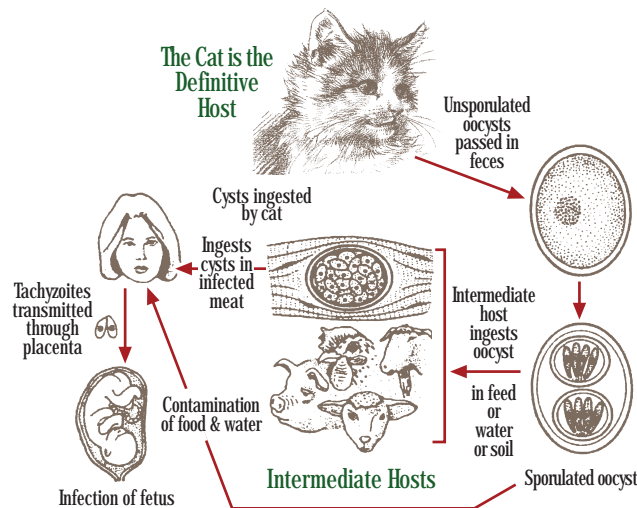 The Cat is the
Definitive
Host
Unsporulated
oocysts
passed in
feces
Cysts ingested
by cat
Ingests
cysts in
infected
meat
Tachyzoites
transmitted
through
placenta
Intermediate
host
ingests
oocyst
in feed
or
water
or soil
Contamination
of food & water
Infection of fetus
Intermediate Hosts
Sporulated oocyst